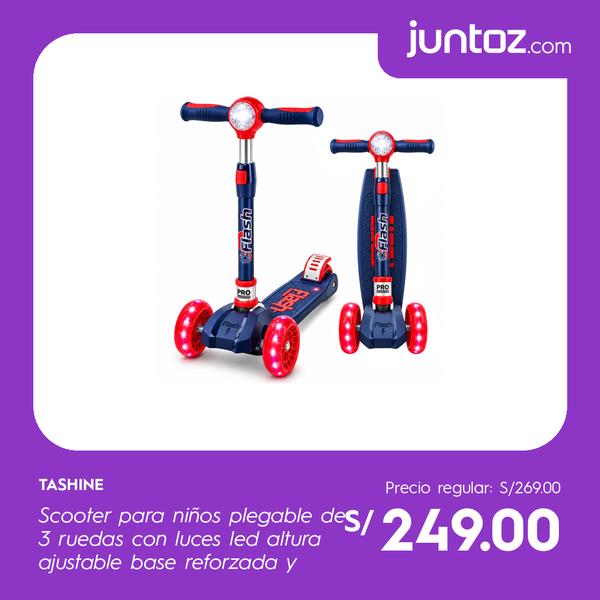 juntoz.com
Flash
PRO
Flash
Flash
Flash
PRO
Flash
TASHINE
Scooter para niños plegable de
3 ruedas con luces led altura
ajustable base reforzada y
Precio regular: S/269.00
S/ 249.00